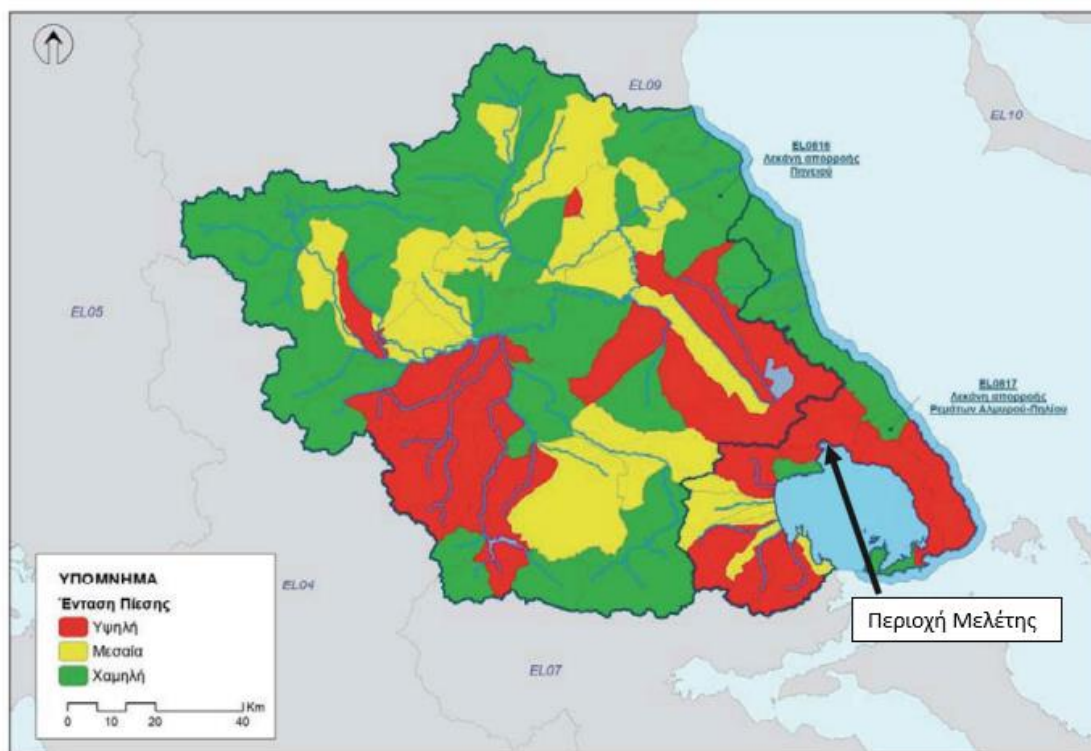 EL09
EL10
EL0816
Λεκάνη απορροής
Πηνειού
EL05
EL0817
Λεκάνη απορροής
Ρεμάτων Αλμυρού-Πηλίου
ΥΠΟΜΝΗΜΑ
Ένταση Πίεσης
Υψηλή
Μεσαία
Χαμηλή
Km
0 10 20 40
EL04
EL07
Περιοχή Μελέτης